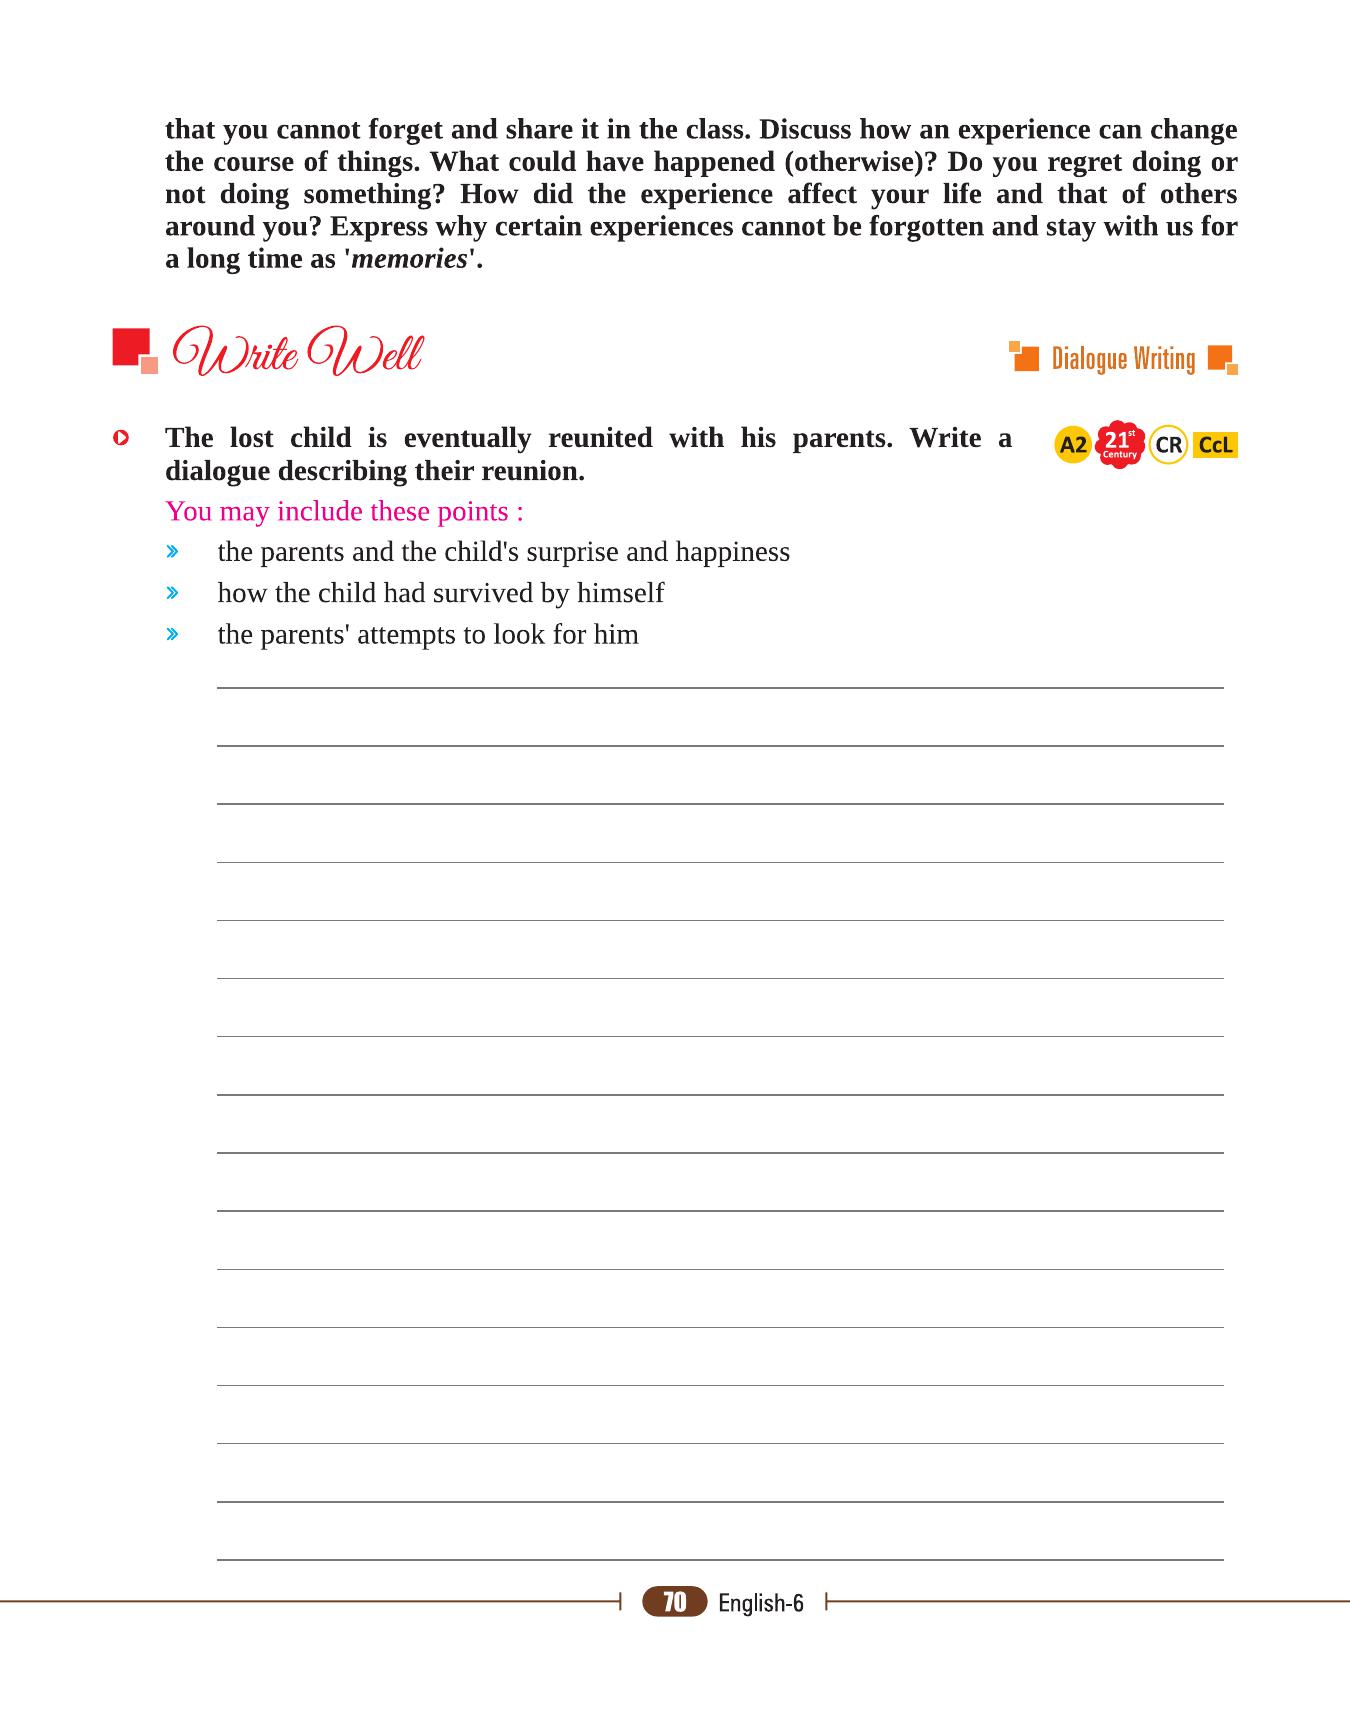 that you cannot forget and share it in the class. Discuss how an experience can change
the course of things. What could have happened (otherwise)? Do you regret doing or
not doing something? How did the experience affect your life and that of others
around you? Express why certain experiences cannot be forgotten and stay with us for
a long time as 'memories'.
Write Well
Dialogue Writing
The lost child is eventually reunited with his parents. Write a
dialogue describing their reunion.
A2 21st Century CR CcL
You may include these points :
the parents and the child's surprise and happiness
how the child had survived by himself
the parents' attempts to look for him
70 English-6